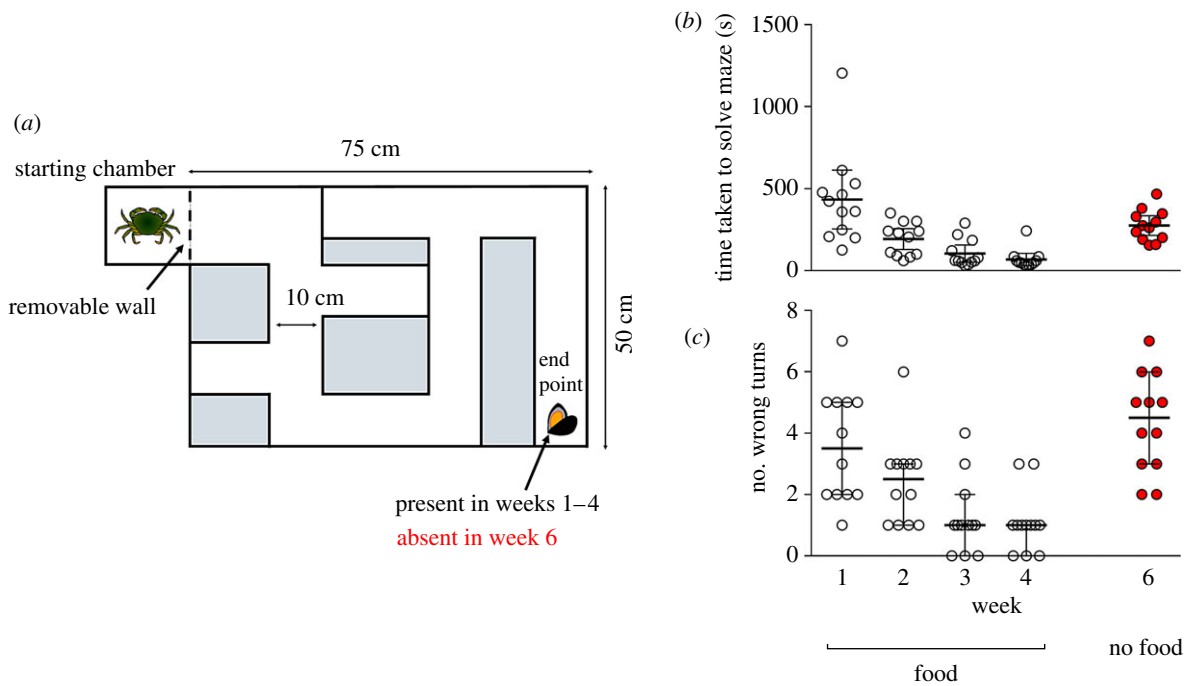 (a)
75 cm
starting chamber
removable wall
10 cm
50 cm
end
point
present in weeks 1–4
absent in week 6
(b)
time taken to solve maze (s)
1500
1000
500
0
(c)
no. wrong turns
8
6
4
2
0
1 2 3 4 6
week
food
no food